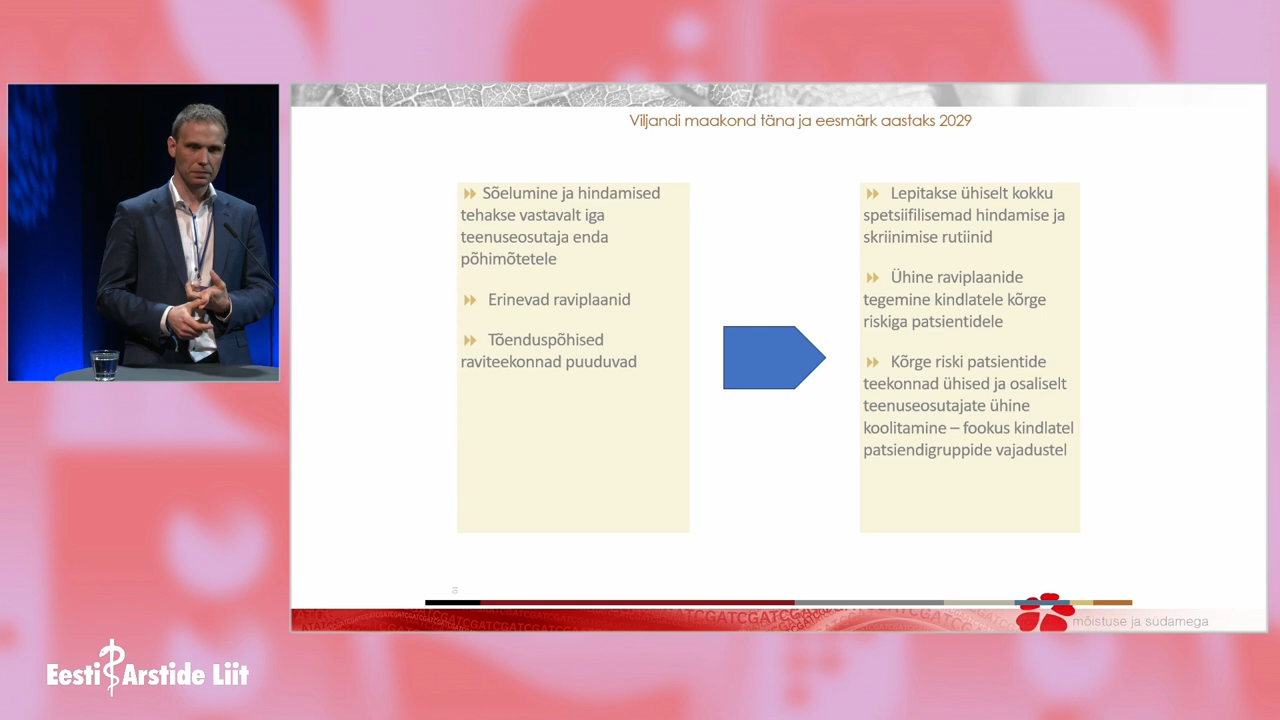 Viljandi maakond täna ja eesmärk aastaks 2029
Sõelumine ja hindamised
tehakse vastavalt iga
teenuseosutaja enda
põhimõtetele
Erinevad raviplaanid
Tõenduspõhised
raviteekonnad puuduvad
Lepitakse ühiselt kokku
spetsiifilisemad hindamise ja
skriinimise rutiinid
Ühine raviplaanide
tegemine kindlatele kõrge
riskiga patsientidele
Kõrge riski patsientide
teekonnad ühised ja osaliselt
teenuseosutajate ühine
koolitamine – fookus kindlatel
patsiendigruppide vajadustel
mõistuse ja südamega
Eesti Arstide Liit